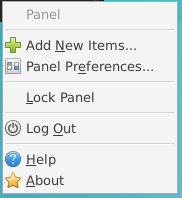 Panel
Add New Items...
Panel Preferences...
Lock Panel
Log Out
Help
About